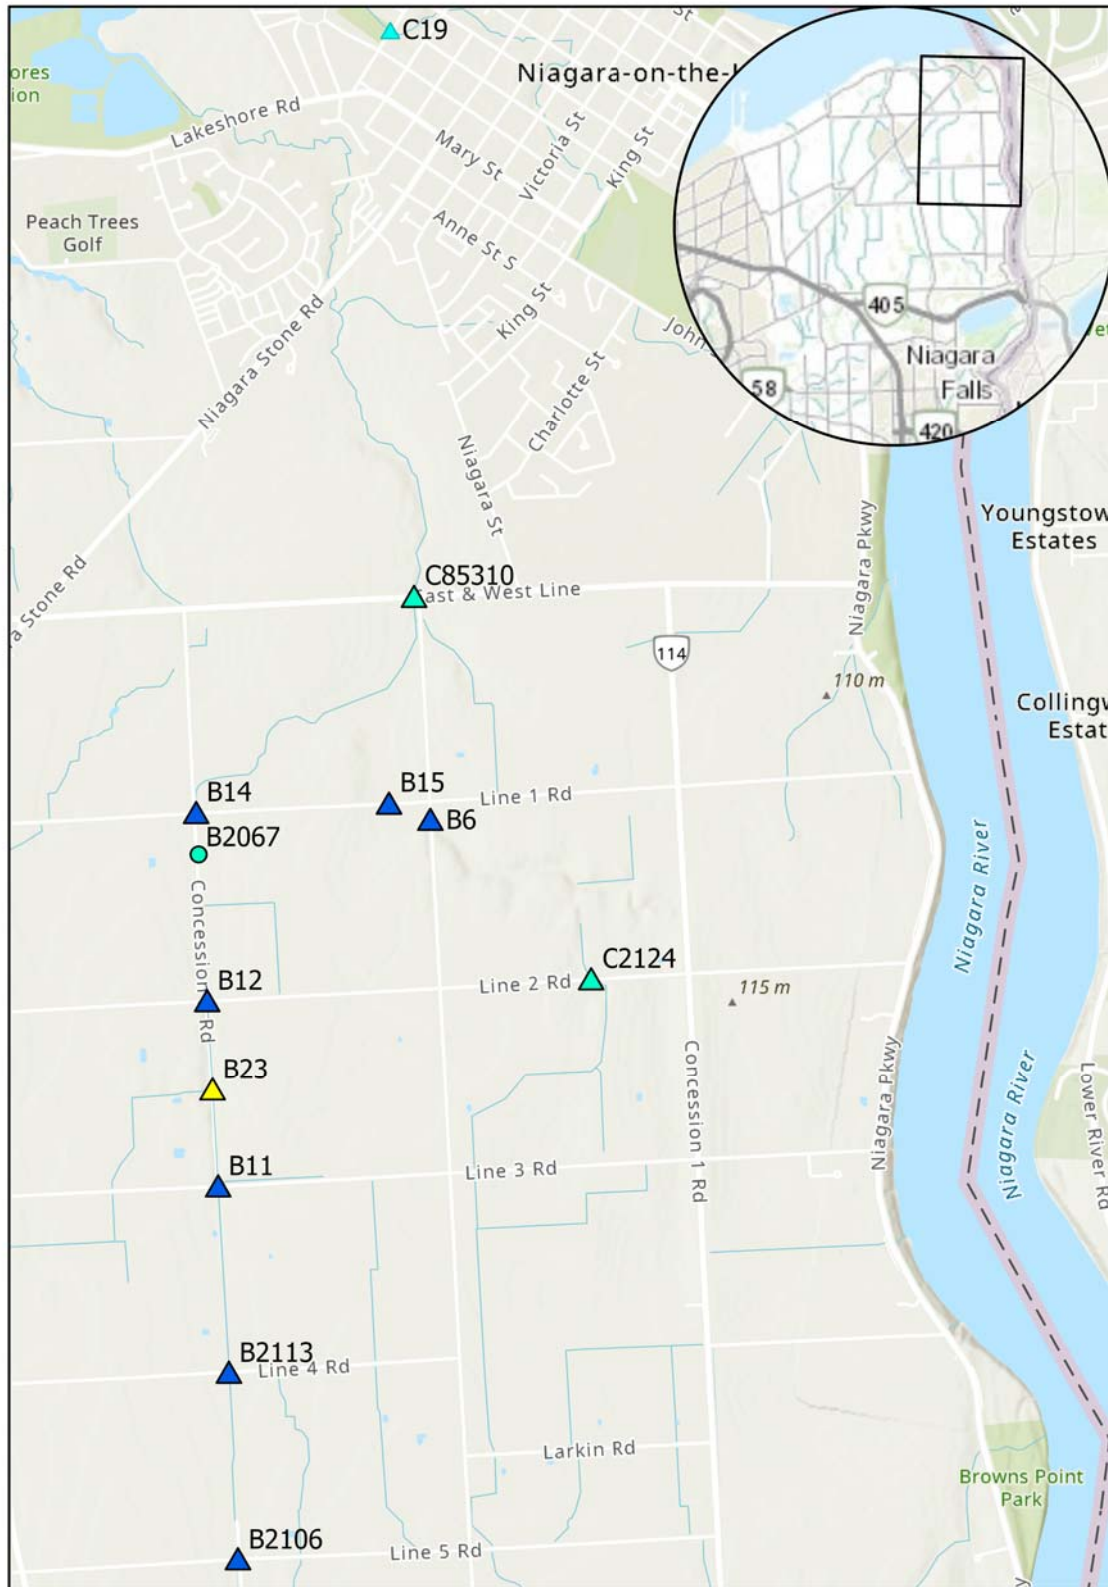 C19
Niagara-on-the-
ores
ion
Lakeshore Rd
Mary St
Victoria St
King St
St
Peach Trees
Golf
Anne St S
King St
John
Charlotte St
Niagara Stone Rd
Niagara St
405
Niagara
Falls
58
420
Youngstow
Estates
Niagara Pkwy
C85310
East & West Line
a Stone Rd
114
110 m
Collingw
Estat
B14
B15
Line 1 Rd
B6
B2067
Concession
Rd
Niagara River
C2124
B12
Line 2 Rd
115 m
B23
Concession 1 Rd
Niagara Pkwy
Niagara River
Lower River Rd
B11
Line 3 Rd
B2113
Line 4 Rd
Larkin Rd
Browns Point
Park
B2106
Line 5 Rd
y